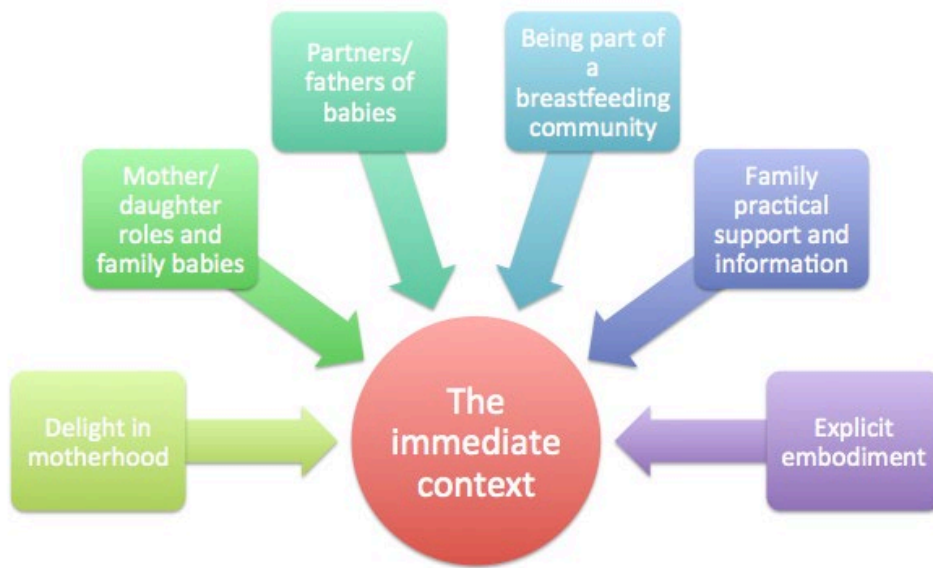 Partners/
fathers of
babies
Being part of
a
breastfeeding
community
Mother/
daughter
roles and
family babies
Family
practical
support and
information
Delight in
motherhood
The
immediate
context
Explicit
embodiment